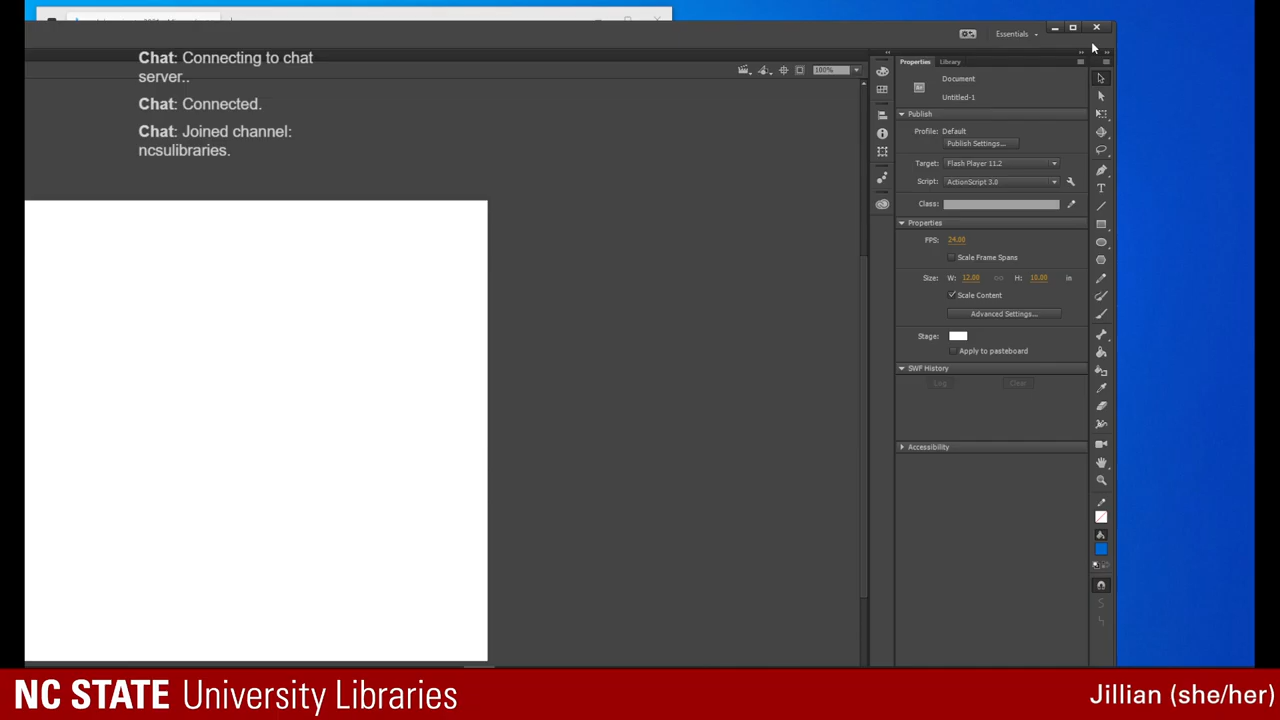 Essentials
Chat: Connecting to chat
server..
Chat: Connected.
Chat: Joined channel:
ncsulibraries.
100%
Properties Library
Document
Untitled-1
Publish
Profile: Default
Publish Settings...
Target: Flash Player 11.2
Script: ActionScript 3.0
Class:
Properties
FPS: 24.00
Scale Frame Spans
Size: W: 12.00 H: 10.00 in
Scale Content
Advanced Settings...
Stage:
Apply to pasteboard
SWF History
Log Clear
Accessibility
NC STATE University Libraries
Jillian (she/her)